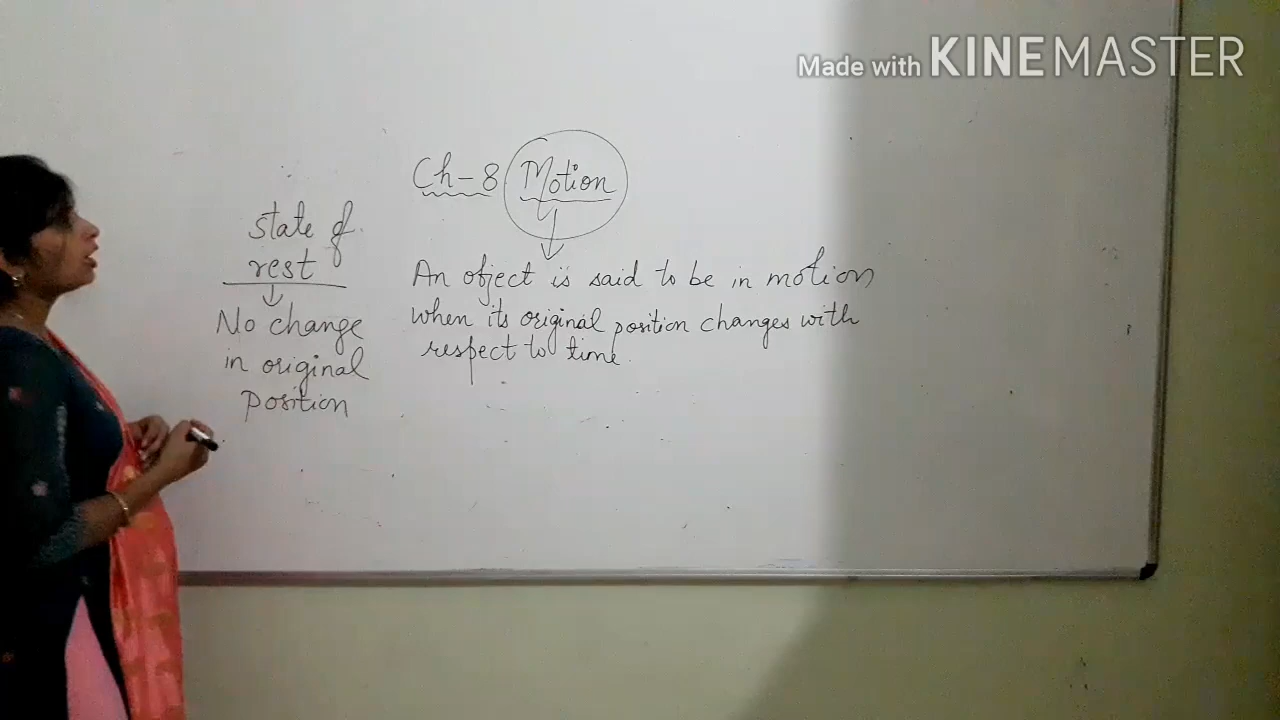 Made with KINEMASTER
Ch-8 Motion
State of
rest
No change
in original
position
An object is said to be in motion
when its original position changes with
respect to time.